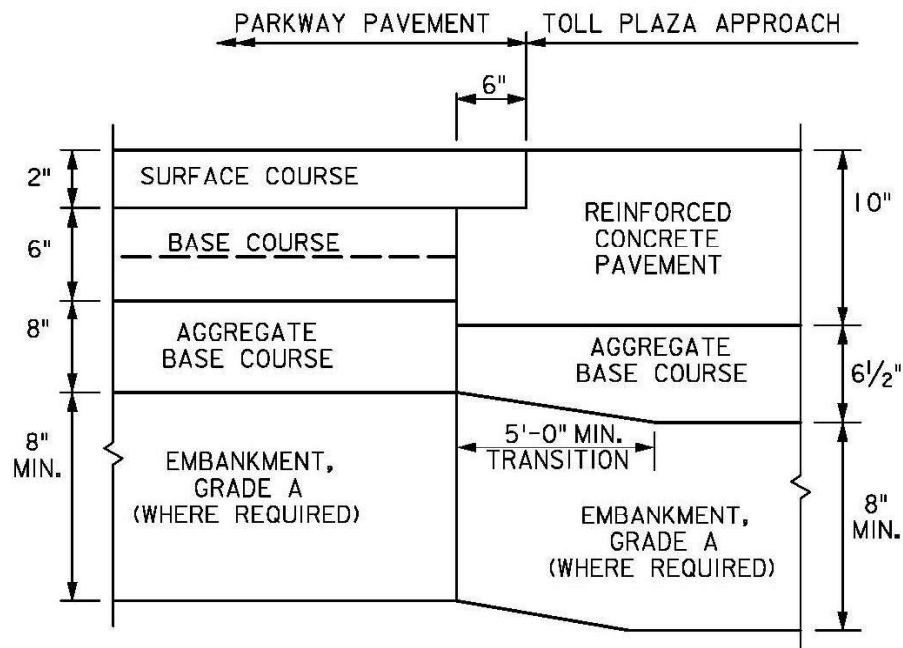 PARKWAY PAVEMENT
TOLL PLAZA APPROACH
6"
2"
SURFACE COURSE
6"
BASE COURSE
8"
AGGREGATE
BASE COURSE
8"
MIN.
EMBANKMENT,
GRADE A
(WHERE REQUIRED)
REINFORCED
CONCRETE
PAVEMENT
10"
AGGREGATE
BASE COURSE
6½"
5'-0" MIN.
TRANSITION
EMBANKMENT,
GRADE A
(WHERE REQUIRED)
8"
MIN.